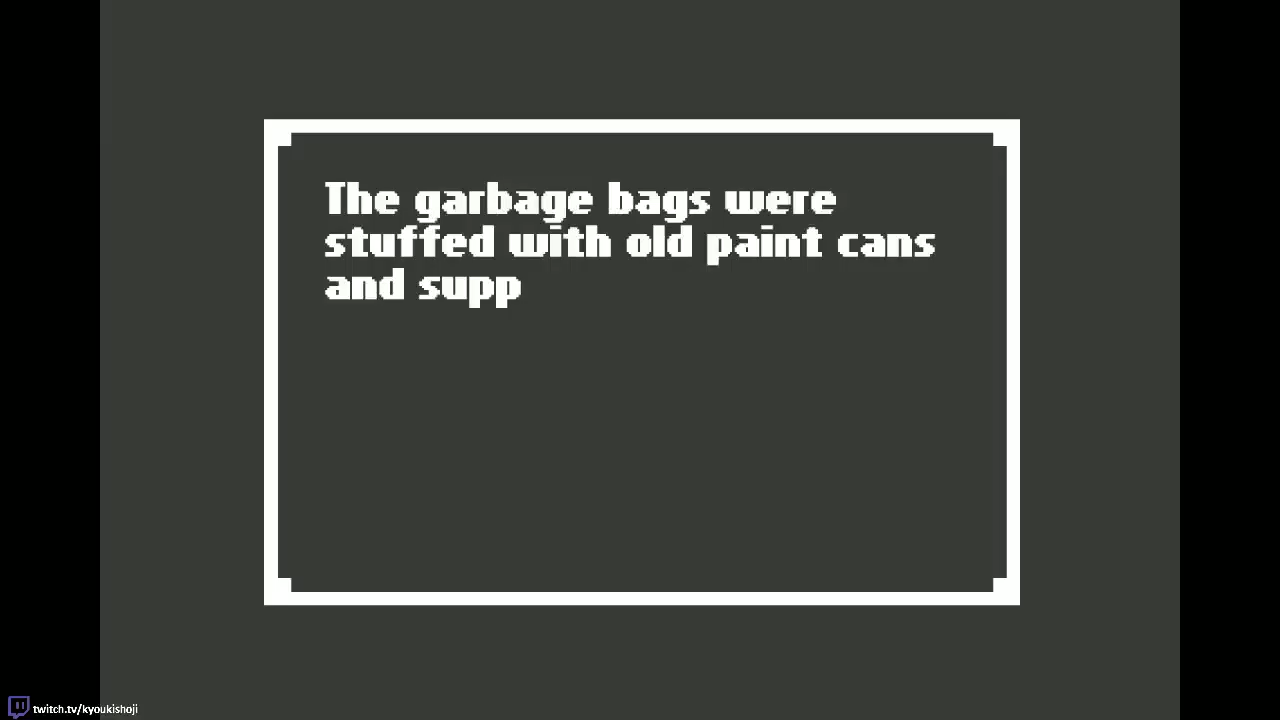 The garbage bags were
stuffed with old paint cans
and supp
twitch.tv/kyoukishoji